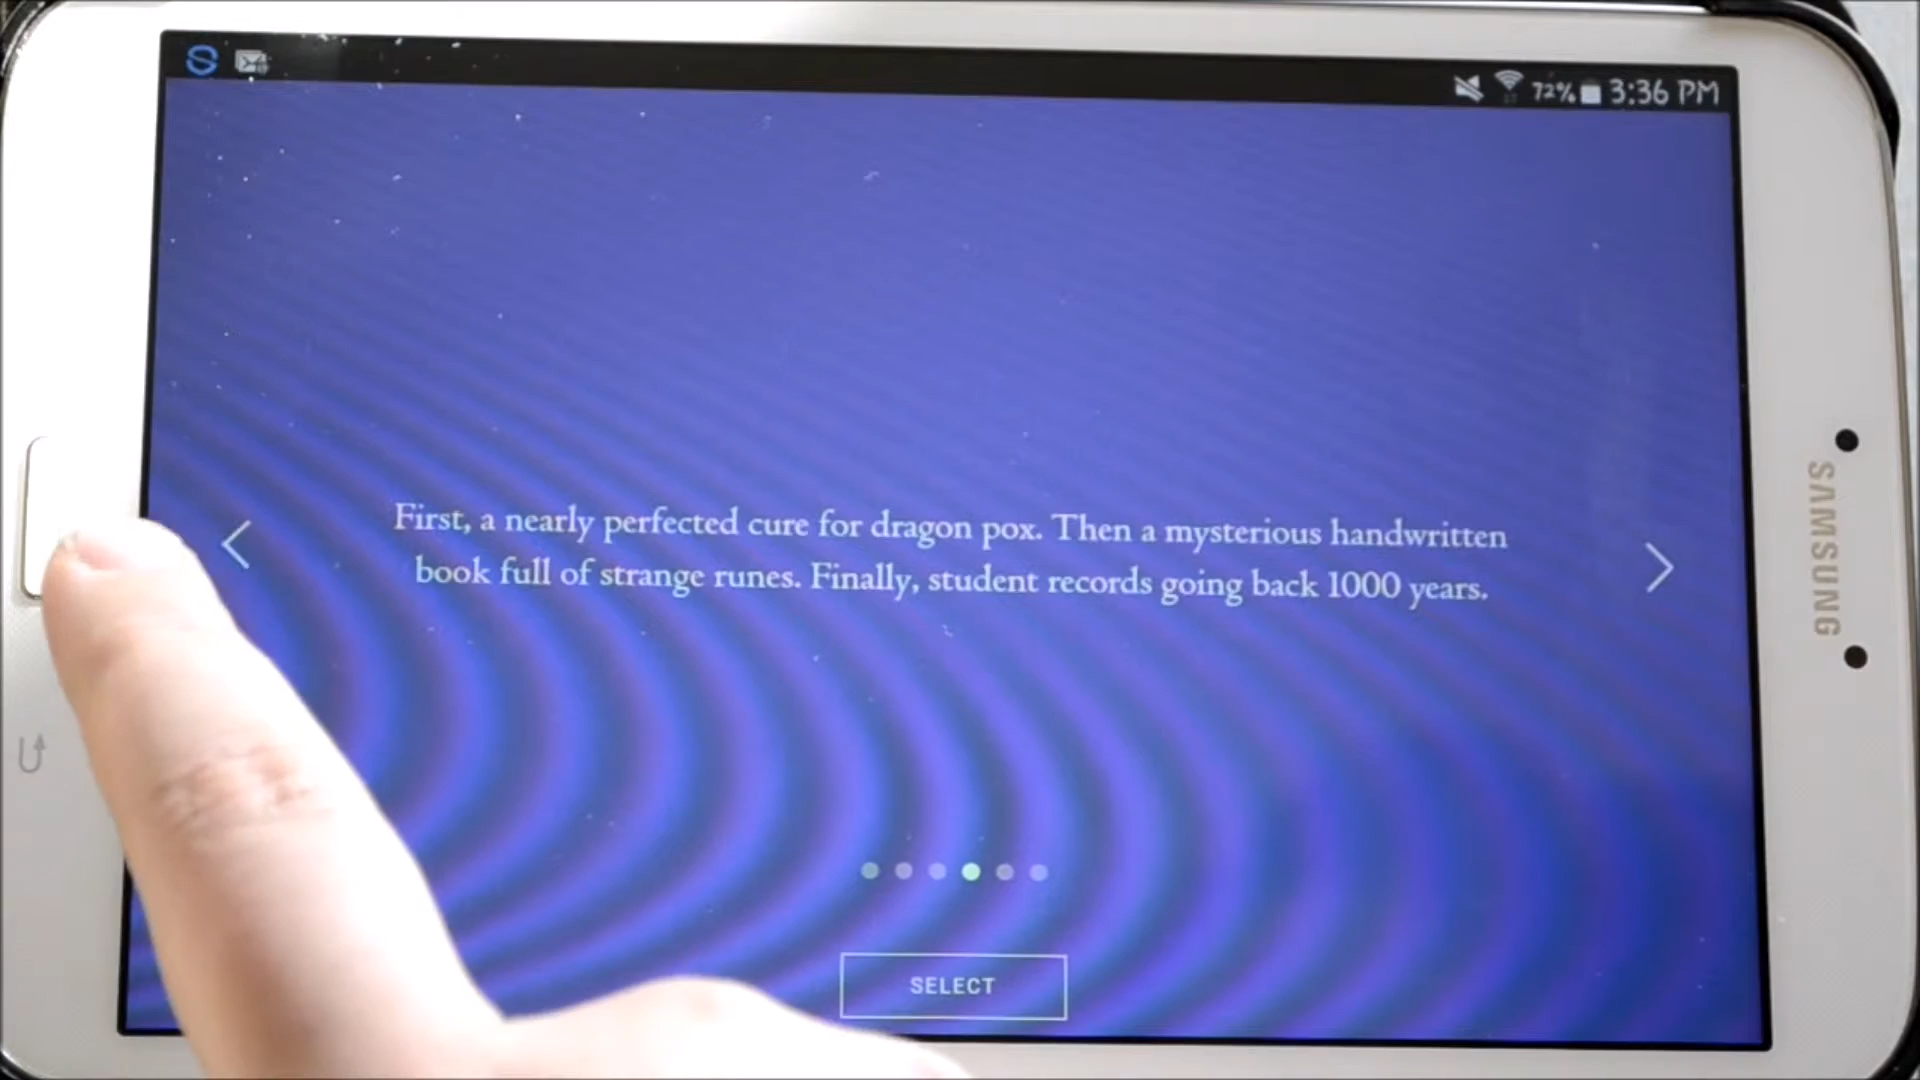 72% 3:36 PM
First, a nearly perfected cure for dragon pox. Then a mysterious handwritten
book full of strange runes. Finally, student records going back 1000 years.
SELECT
SAMSUNG